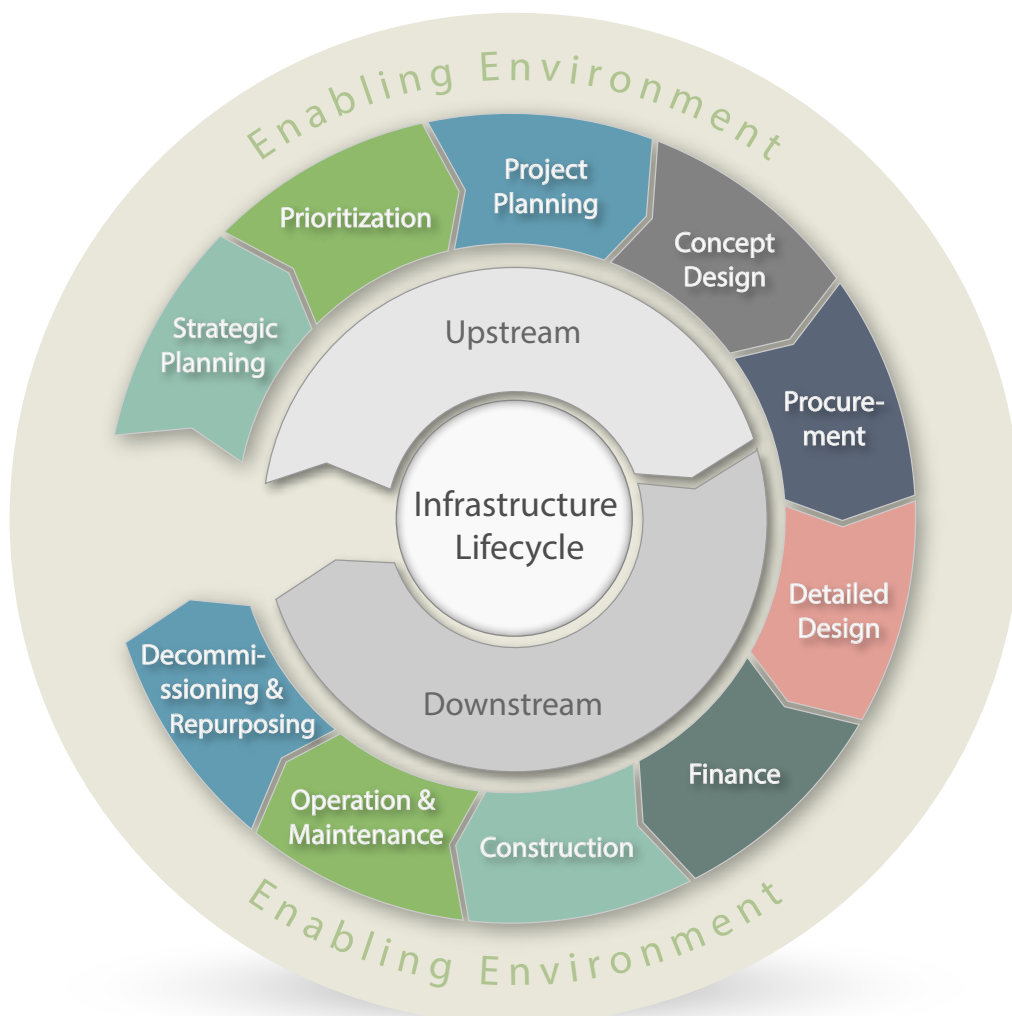 Enabling Environment
Project
Planning
Prioritization
Concept
Design
Strategic
Planning
Upstream
Procure-
ment
Infrastructure
Lifecycle
Detailed
Design
Decommi-
ssioning &
Repurposing
Downstream
Finance
Operation &
Maintenance
Construction
Enabling Environment